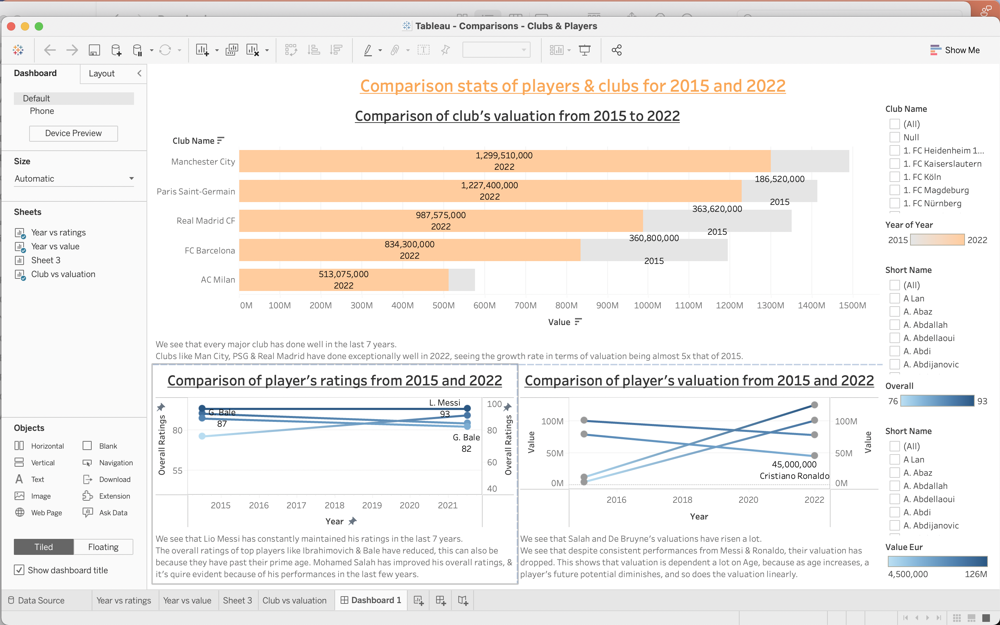 Tableau - Comparisons - Clubs & Players
Show Me
Dashboard
Layout
Default
Phone
Device Preview
Size
Automatic
Sheets
Year vs ratings
Year vs value
Sheet 3
Club vs valuation
Objects
Horizontal
Blank
Vertical
Navigation
Text
Download
Image
Extension
Web Page
Ask Data
Tiled
Floating
Show dashboard title
Comparison stats of players & clubs for 2015 and 2022
Comparison of club's valuation from 2015 to 2022
Club Name
Manchester City
1,299,510,000
2022
Paris Saint-Germain
1,227,400,000
2022
186,520,000
2015
Real Madrid CF
987,575,000
2022
363,620,000
2015
FC Barcelona
834,300,000
2022
360,800,000
2015
AC Milan
513,075,000
2022
0M 100M 200M 300M 400M 500M 600M 700M 800M 900M 1000M 1100M 1200M 1300M 1400M 1500M
Value
We see that every major club has done well in the last 7 years.
Clubs like Man City, PSG & Real Madrid have done exceptionally well in 2022, seeing the growth rate in terms of valuation being almost 5x that of 2015.
Comparison of player's ratings from 2015 and 2022
Overall Ratings
80
55
G. Bale
87
L. Messi
93
G. Bale
82
100
80
60
40
Overall Ratings
2015 2016 2017 2018 2019 2020 2021
Year
We see that Lio Messi has constantly maintained his ratings in the last 7 years.
The overall ratings of top players like Ibrahimovich & Bale have reduced, this can also be
because they have past their prime age. Mohamed Salah has improved his overall ratings, &
it's quire evident because of his performances in the last few years.
Comparison of player's valuation from 2015 and 2022
Value
100M
50M
0M
45,000,000
Cristiano Ronaldo
100M
50M
0M
Value
2016 2018 2020 2022
Year
We see that Salah and De Bruyne's valuations have risen a lot.
We see that despite consistent performances from Messi & Ronaldo, their valuation has
dropped. This shows that valuation is dependent a lot on Age, because as age increases, a
player's future potential diminishes, and so does the valuation linearly.
Club Name
(All)
Null
1. FC Heidenheim 1...
1. FC Kaiserslautern
1. FC Köln
1. FC Magdeburg
1. FC Nürnberg
Year of Year
2015 2022
Short Name
(All)
A Lan
A. Abaz
A. Abdallah
A. Abdellaoui
A. Abdi
A. Abdijanovic
Overall
76 93
Short Name
(All)
A Lan
A. Abaz
A. Abdallah
A. Abdellaoui
A. Abdi
A. Abdijanovic
Value Eur
4,500,000 126M
Data Source
Year vs ratings
Year vs value
Sheet 3
Club vs valuation
Dashboard 1